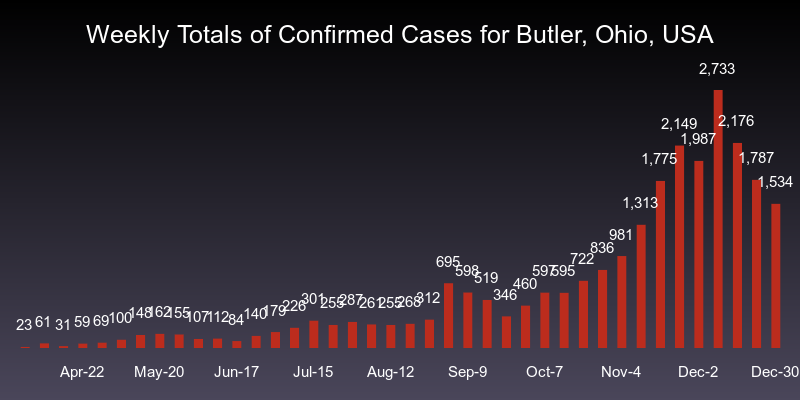 Weekly Totals of Confirmed Cases for Butler, Ohio, USA
23 61 31 59 69 100 148 162 155 107 112 84 140 179 226 301 255 287 261 255 268 312 695 598 519 346 460 597 595 722 836 981 1,313 1,775 2,149 1,987 2,733 2,176 1,787 1,534
Apr-22 May-20 Jun-17 Jul-15 Aug-12 Sep-9 Oct-7 Nov-4 Dec-2 Dec-30